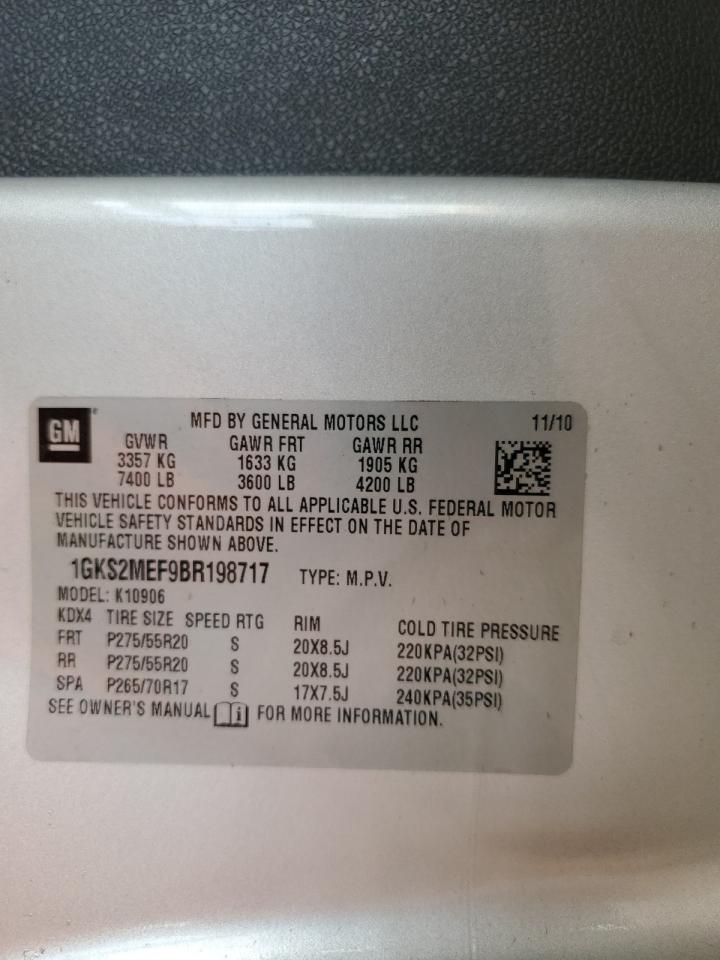 GM
MFD BY GENERAL MOTORS LLC 11/10
GVWR GAWR FRT GAWR RR
3357 KG 1633 KG 1905 KG
7400 LB 3600 LB 4200 LB
THIS VEHICLE CONFORMS TO ALL APPLICABLE U.S. FEDERAL MOTOR
VEHICLE SAFETY STANDARDS IN EFFECT ON THE DATE OF
MANUFACTURE SHOWN ABOVE.
1GKS2MEF9BR198717 TYPE: M.P.V.
MODEL: K10906
KDX4 TIRE SIZE SPEED RTG RIM COLD TIRE PRESSURE
FRT P275/55R20 S 20X8.5J 220KPA(32PSI)
RR P275/55R20 S 20X8.5J 220KPA(32PSI)
SPA P265/70R17 S 17X7.5J 240KPA(35PSI)
SEE OWNER'S MANUAL i FOR MORE INFORMATION.